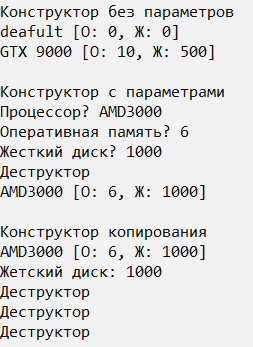 Конструктор без параметров
deafult [О: 0, Ж: 0]
GTX 9000 [О: 10, Ж: 500]
Конструктор с параметрами
Процессор? AMD3000
Оперативная память? 6
Жесткий диск? 1000
Деструктор
AMD3000 [О: 6, Ж: 1000]
Конструктор копирования
AMD3000 [О: 6, Ж: 1000]
Жетский диск: 1000
Деструктор
Деструктор
Деструктор